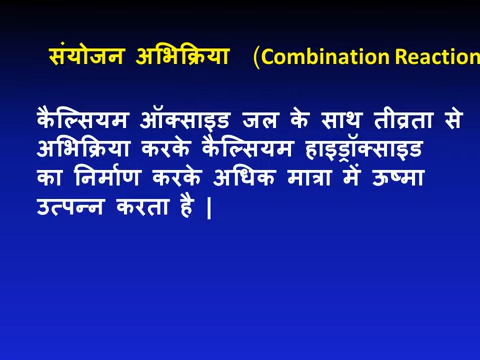 संयोजन अभिक्रिया (Combination Reaction
कैल्सियम ऑक्साइड जल के साथ तीव्रता से
अभिक्रिया करके कैल्सियम हाइड्रॉक्साइड
का निर्माण करके अधिक मात्रा में ऊष्मा
उत्पन्न करता है |